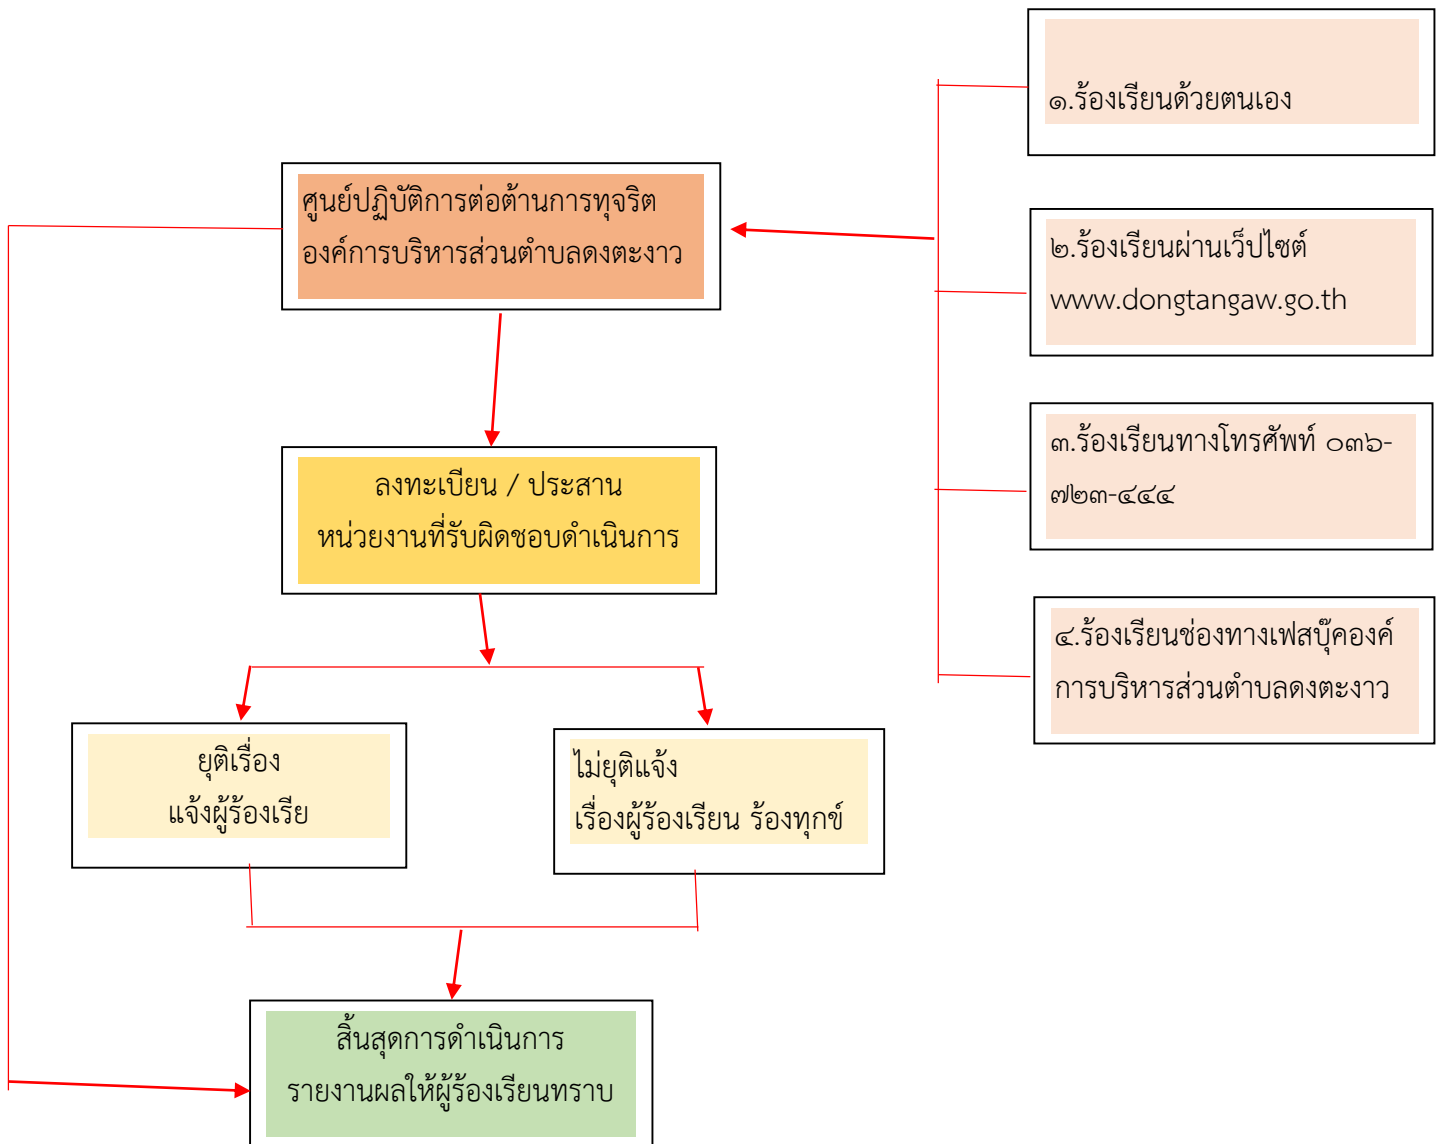 ๑.ร้องเรียนด้วยตนเอง
ศูนย์ปฏิบัติการต่อต้านการทุจริต
องค์การบริหารส่วนตำบลดงตะงาว
๒.ร้องเรียนผ่านเว็ปไซต์
www.dongtangaw.go.th
๓.ร้องเรียนทางโทรศัพท์ ๐๓๖-
๗๒๓-๔๔๔
ลงทะเบียน / ประสาน
หน่วยงานที่รับผิดชอบดำเนินการ
๔.ร้องเรียนช่องทางเฟสบุ๊คองค์
การบริหารส่วนตำบลดงตะงาว
ยุติเรื่อง
แจ้งผู้ร้องเรีย
ไม่ยุติแจ้ง
เรื่องผู้ร้องเรียน ร้องทุกข์
สิ้นสุดการดำเนินการ
รายงานผลให้ผู้ร้องเรียนทราบ